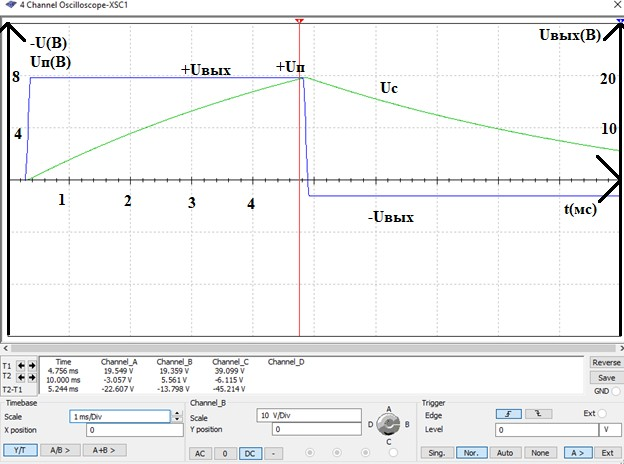 4 Channel Oscilloscope-XSC1
-U(В)
Uп(В)
Uвых(В)
8
+Uвых
+Uп
Uc
20
4
10
1
2
3
4
t(мс)
-Uвых
T1
T2
T2-T1
Time Channel_A Channel_B Channel_C Channel_D
4.756 ms 19.549 V 19.359 V 39.099 V
10.000 ms -3.057 V 5.561 V -6.115 V
5.244 ms -22.607 V -13.798 V -45.214 V
Reverse
Save
GND
Timebase
Scale 1 ms/Div
X position 0
Y/T A/B > A+B >
Channel_B
Scale 10 V/Div
Y position 0
AC 0 DC -
A
B
C
D
Trigger
Edge Ext
Level 0 V
Sing. Nor. Auto None A > Ext